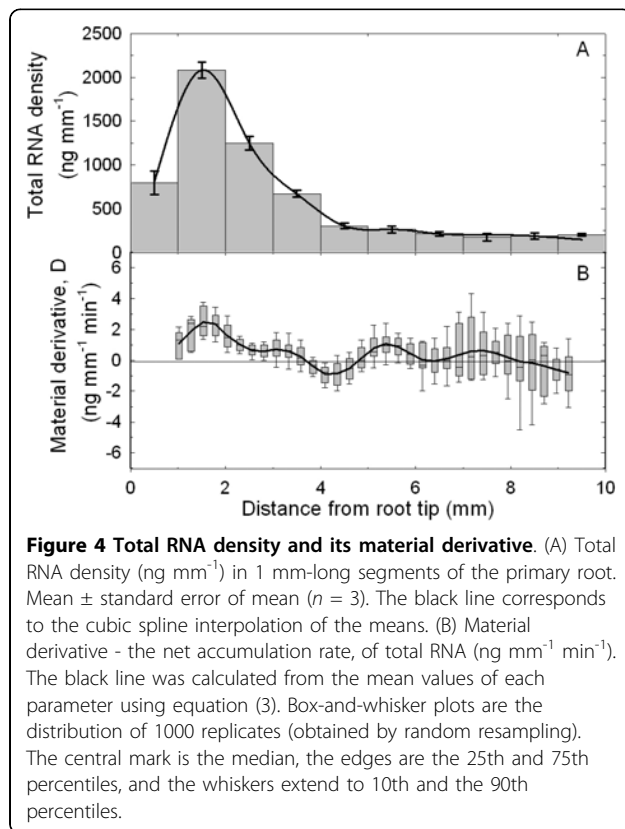 A
Total RNA density
(ng mm⁻¹)
2500
2000
1500
1000
500
0
B
Material derivative, D
(ng mm⁻¹ min⁻¹)
6
4
2
0
-2
-4
-6
0 2 4 6 8 10
Distance from root tip (mm)
Figure 4 Total RNA density and its material derivative. (A) Total
RNA density (ng mm⁻¹) in 1 mm-long segments of the primary root.
Mean ± standard error of mean (n = 3). The black line corresponds
to the cubic spline interpolation of the means. (B) Material
derivative - the net accumulation rate, of total RNA (ng mm⁻¹ min⁻¹).
The black line was calculated from the mean values of each
parameter using equation (3). Box-and-whisker plots are the
distribution of 1000 replicates (obtained by random resampling).
The central mark is the median, the edges are the 25th and 75th
percentiles, and the whiskers extend to 10th and the 90th
percentiles.